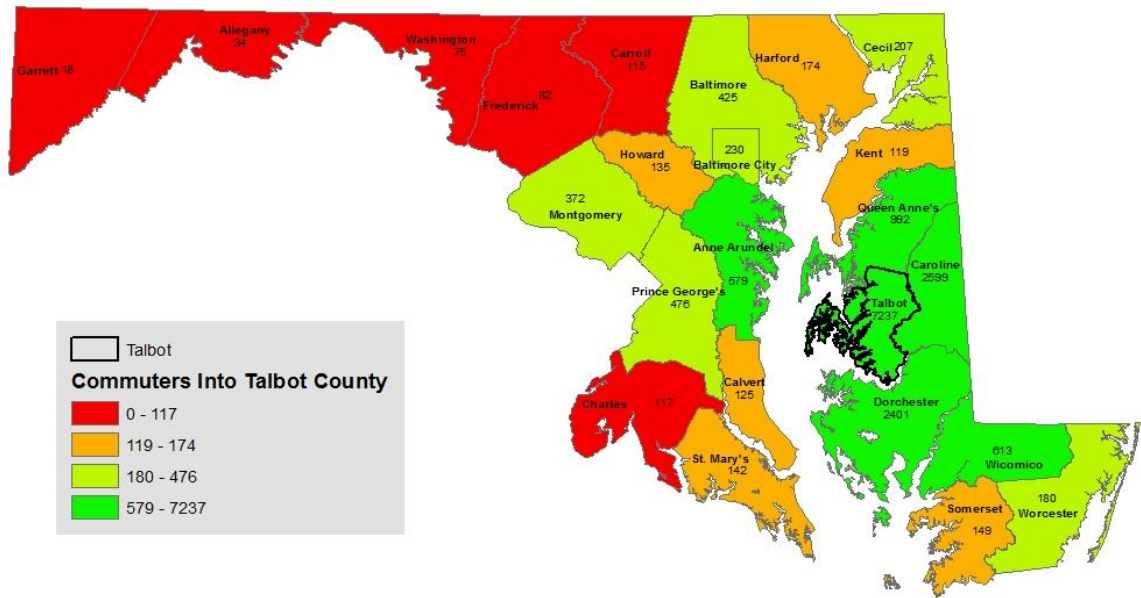 Garrett 18
Allegany
34
Washington
75
Frederick
82
Carroll
115
Baltimore
425
230
Baltimore City
Harford
174
Cecil 207
Howard
135
372
Montgomery
Kent 119
Queen Anne's
992
Anne Arundel
579
Caroline
2599
Prince George's
476
Talbot
7237
Charles
117
Calvert
125
Dorchester
2401
St. Mary's
142
613
Wicomico
180
Worcester
Somerset
149
Talbot
Commuters Into Talbot County
0 - 117
119 - 174
180 - 476
579 - 7237